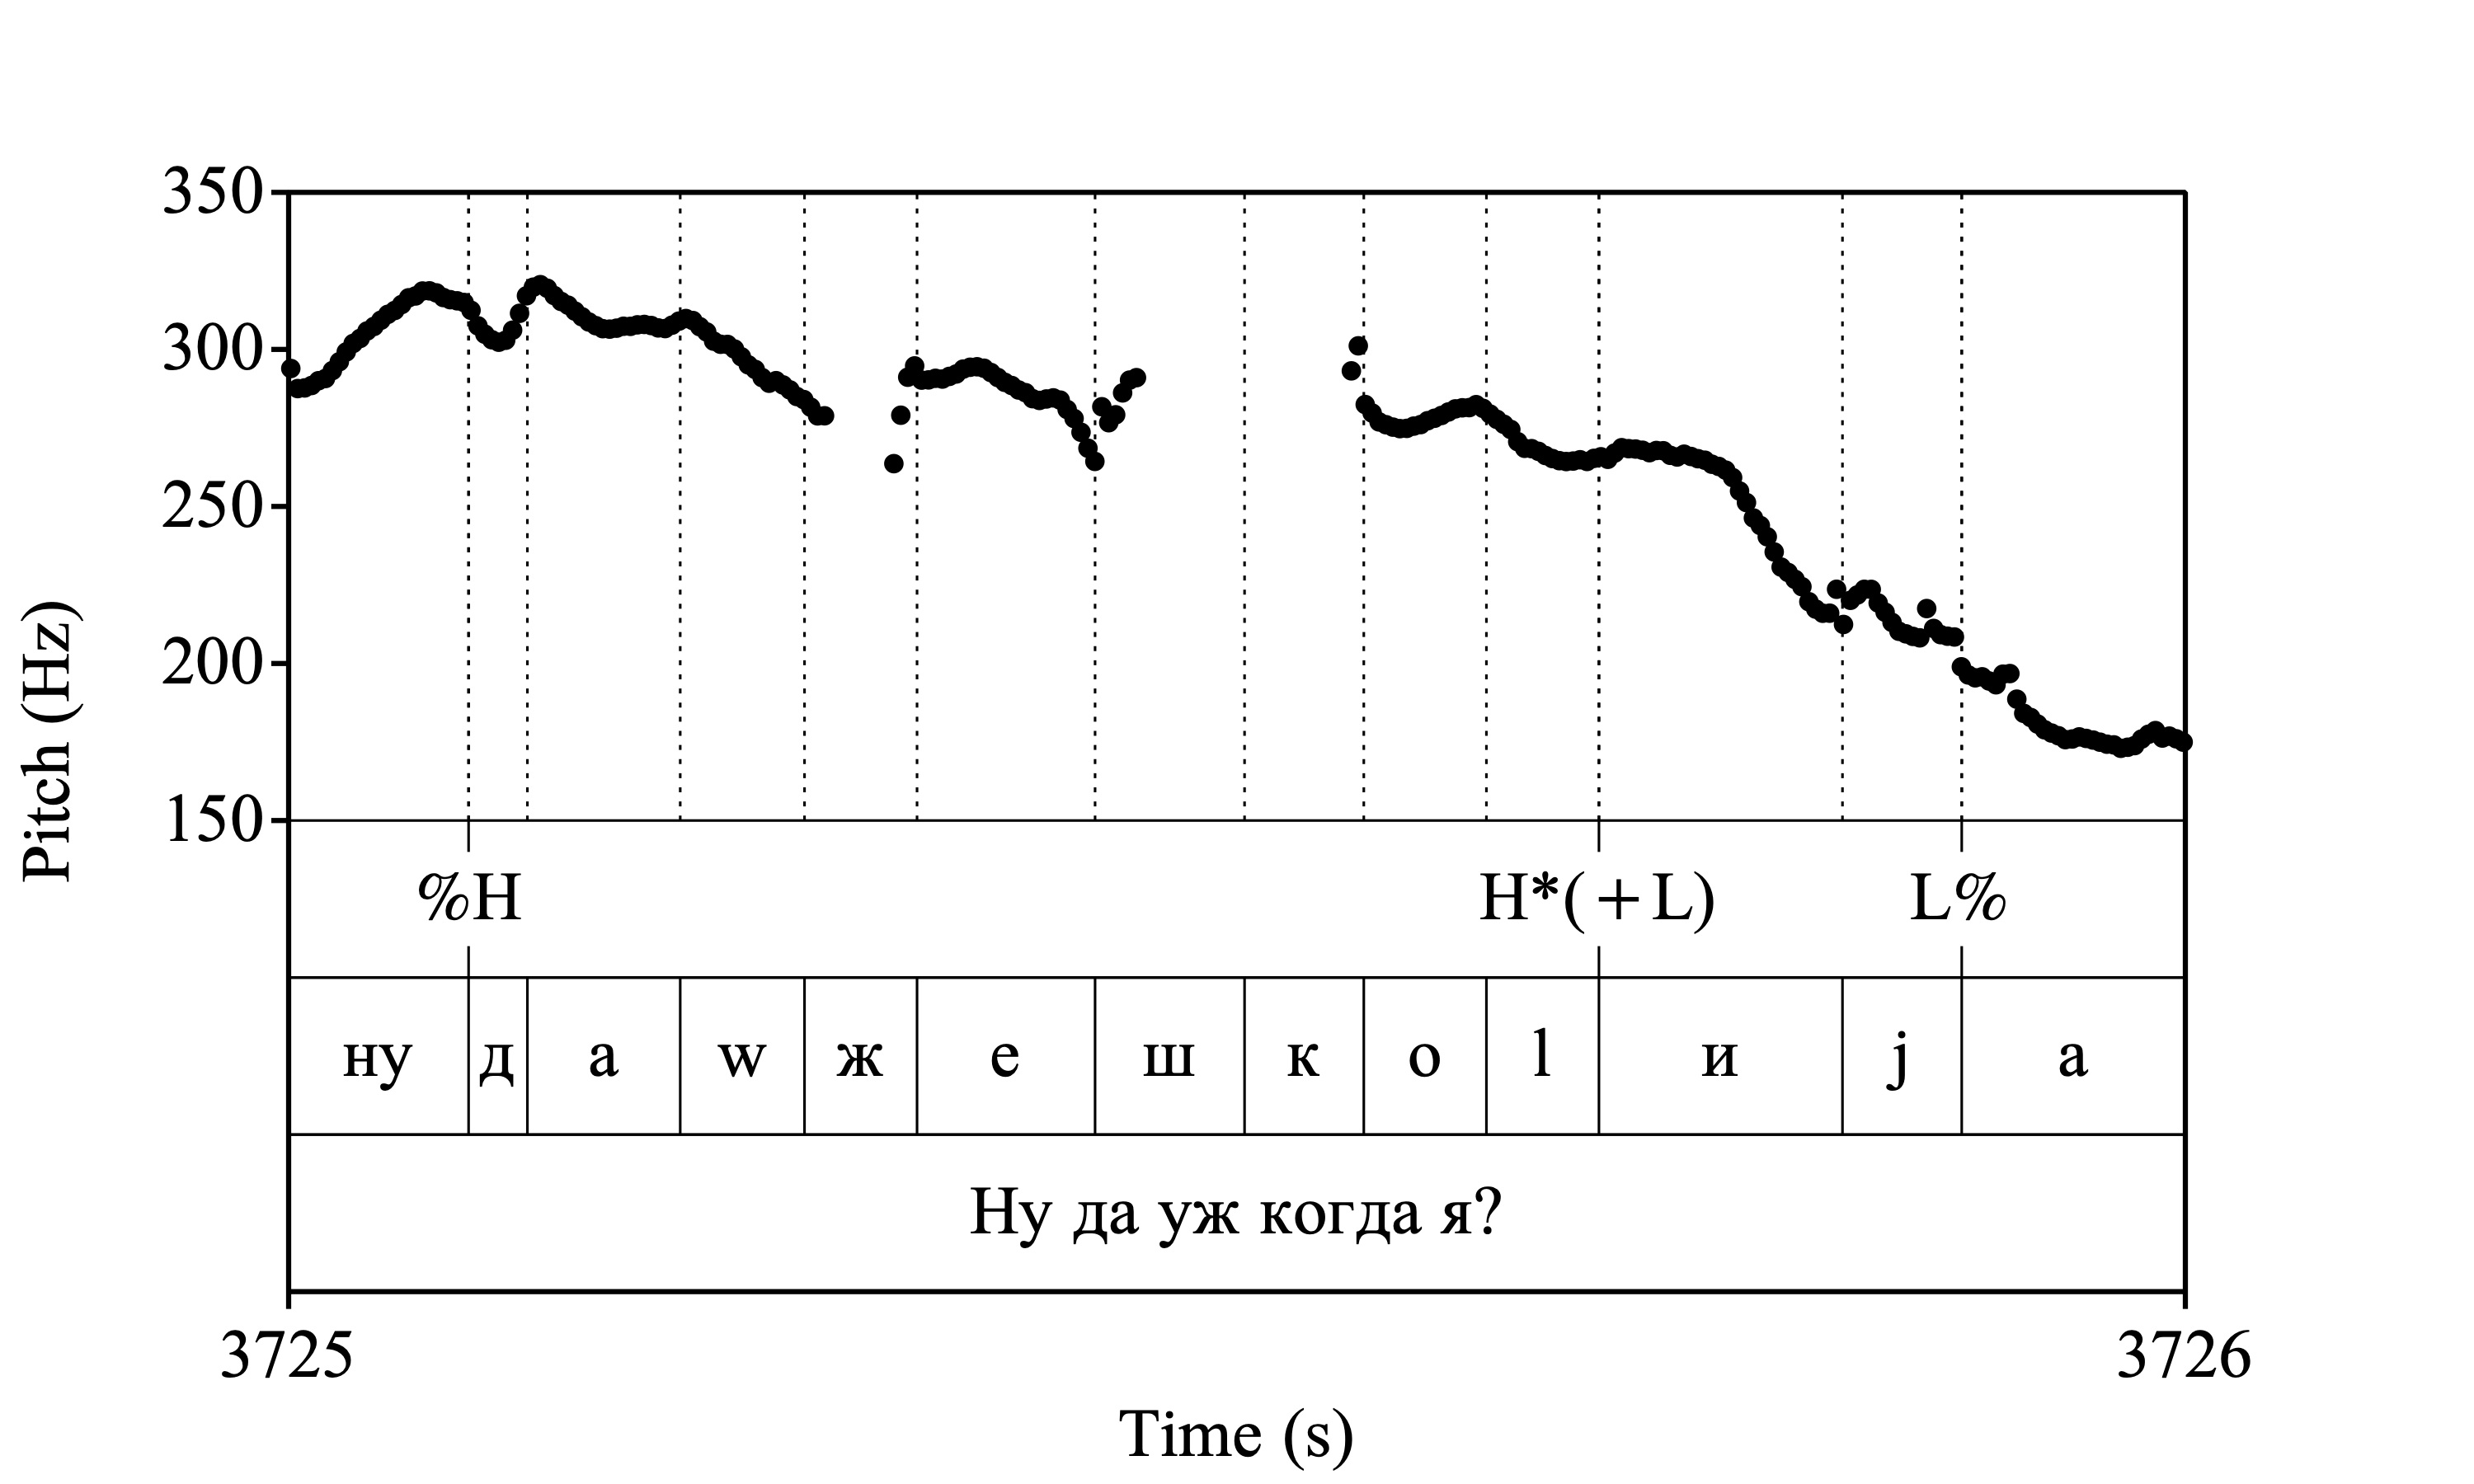 350
300
250
200
150
Pitch (Hz)
%H H*(+L) L%
ну д а w ж е ш к о l и j а
Ну да уж когда я?
3725 3726
Time (s)